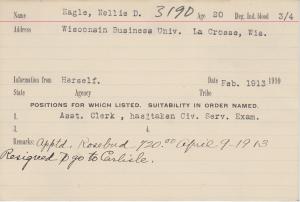 Name Eagle, Nellie D. 3190 Age 20 Deg. Ind. blood 3/4
Address Wisconsin Business Univ. La Crosse, Wis.
Information from Herself. Date Feb. 1913 1910
State Agency Tribe
POSITIONS FOR WHICH LISTED. SUITABILITY IN ORDER NAMED.
1. Asst. Clerk , hasjtaken Civ. Serv. Exam.
2. 4.
Remarks: Apptd. Rosebud 720.00 April 9-1913
Resigned to go to Carlisle.